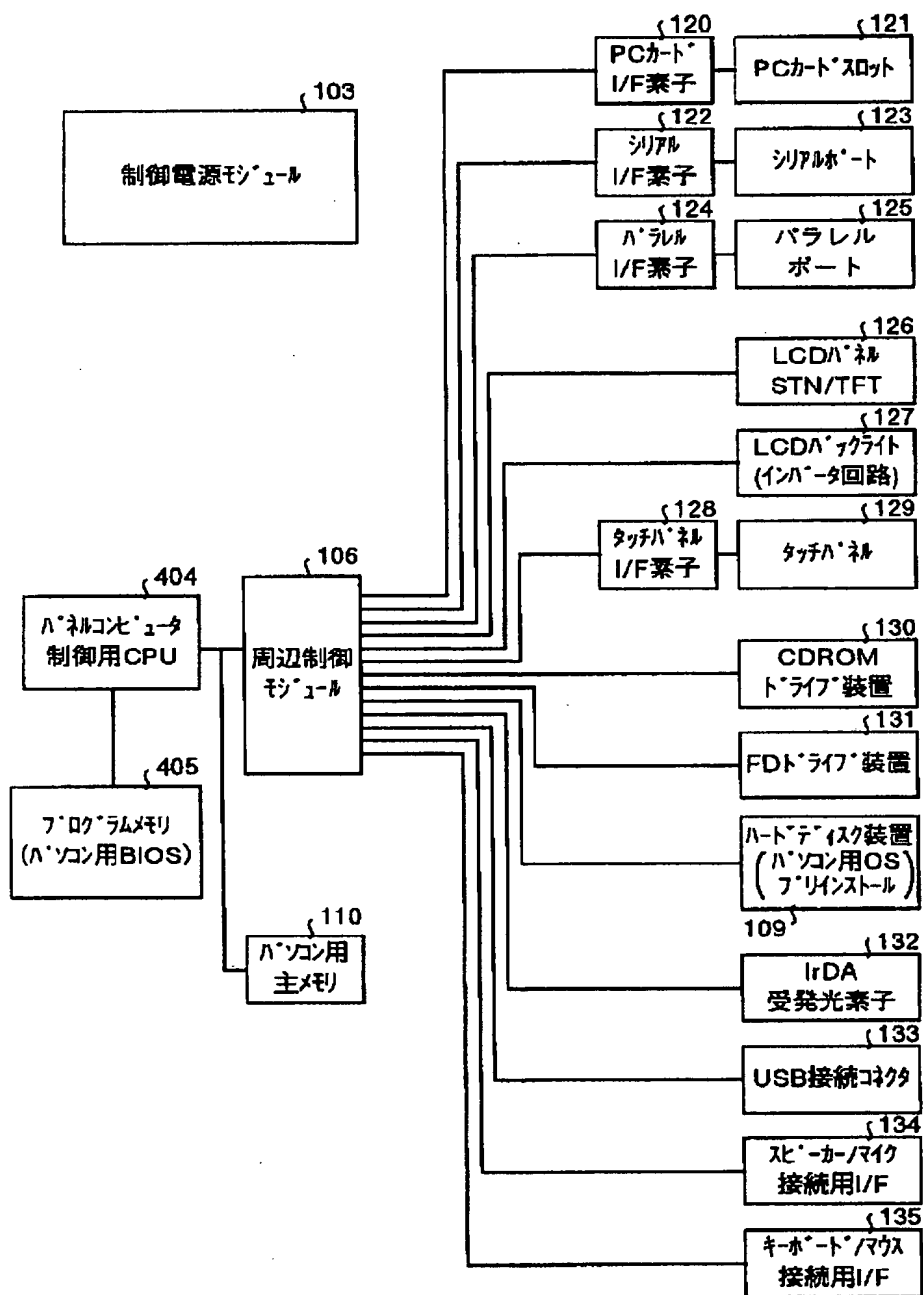 103
制御電源ﾓｼﾞｭｰﾙ
120
PCｶｰﾄﾞ
I/F素子
121
PCｶｰﾄﾞｽﾛｯﾄ
122
ｼﾘｱﾙ
I/F素子
123
ｼﾘｱﾙﾎﾟｰﾄ
124
ﾊﾟﾗﾚﾙ
I/F素子
125
パラレル
ポート
126
LCDﾊﾟﾈﾙ
STN/TFT
127
LCDﾊﾞｯｸﾗｲﾄ
(ｲﾝﾊﾞｰﾀ回路)
128
ﾀｯﾁﾊﾟﾈﾙ
I/F素子
129
ﾀｯﾁﾊﾟﾈﾙ
404
ﾊﾟﾈﾙｺﾝﾋﾟｭｰﾀ
制御用CPU
106
周辺制御
ﾓｼﾞｭｰﾙ
405
ﾌﾟﾛｸﾞﾗﾑﾒﾓﾘ
(ﾊﾟｿｺﾝ用BIOS)
110
ﾊﾟｿｺﾝ用
主ﾒﾓﾘ
130
CDROM
ﾄﾞﾗｲﾌﾞ装置
131
FDﾄﾞﾗｲﾌﾞ装置
ﾊｰﾄﾞﾃﾞｨｽｸ装置
(ﾊﾟｿｺﾝ用OS
ﾌﾟﾘｲﾝｽﾄｰﾙ)
109
132
IrDA
受発光素子
133
USB接続ｺﾈｸﾀ
134
ｽﾋﾟｰｶｰ/ﾏｲｸ
接続用I/F
135
ｷｰﾎﾞｰﾄﾞ/ﾏｳｽ
接続用I/F